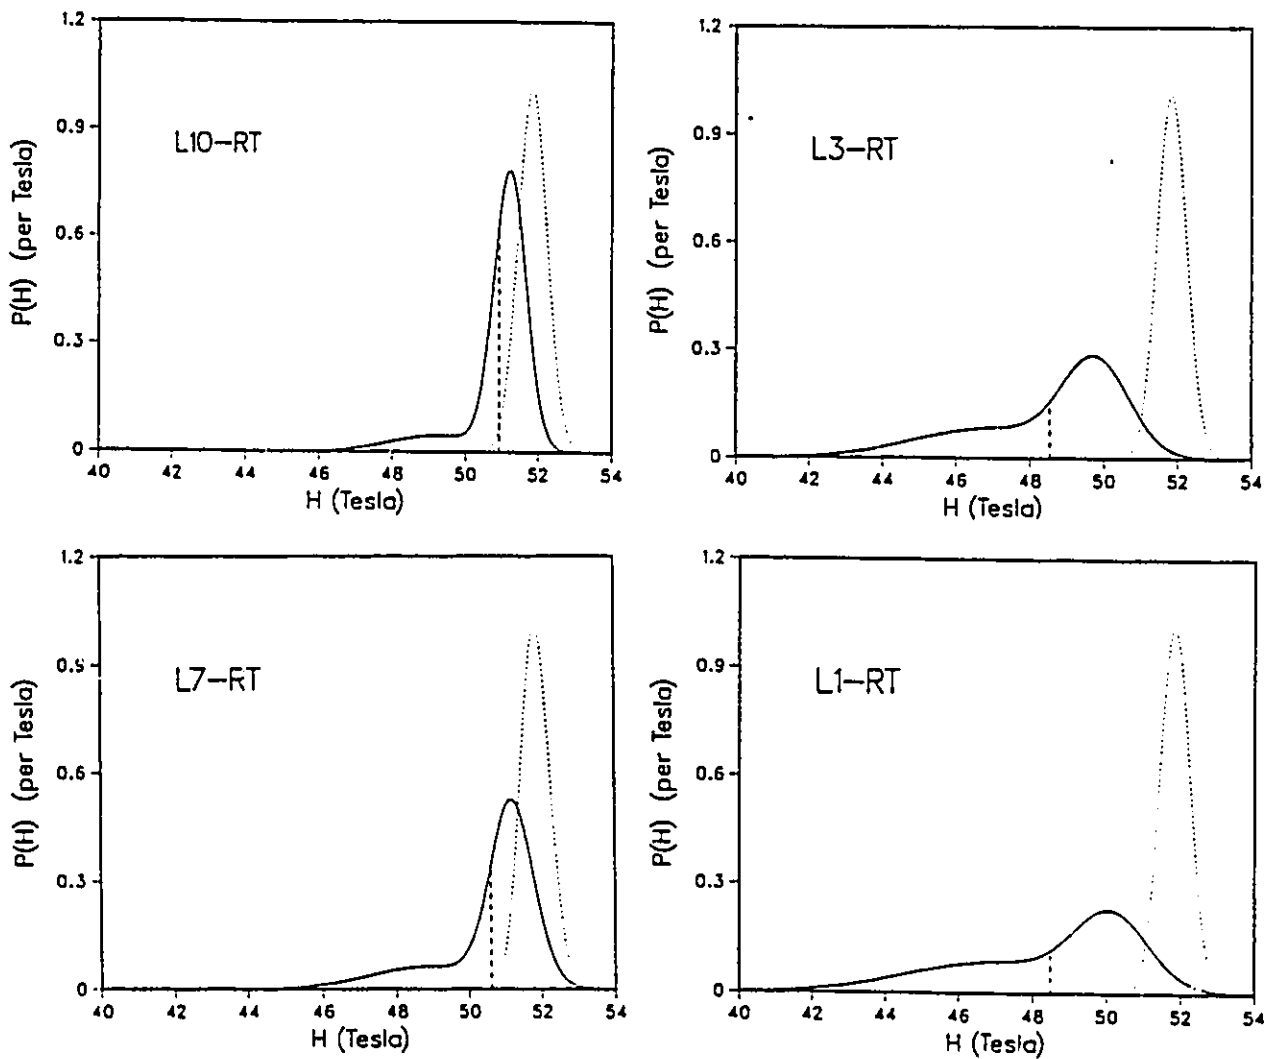 1.2
0.9
0.6
0.3
0
P(H) (per Tesla)
L10-RT
40 42 44 46 48 50 52 54
H (Tesla)
1.2
0.9
0.6
0.3
0
P(H) (per Tesla)
L3-RT
40 42 44 46 48 50 52 54
H (Tesla)
1.2
0.9
0.6
0.3
0
P(H) (per Tesla)
L7-RT
40 42 44 46 48 50 52 54
H (Tesla)
1.2
0.9
0.6
0.3
0
P(H) (per Tesla)
L1-RT
40 42 44 46 48 50 52 54
H (Tesla)